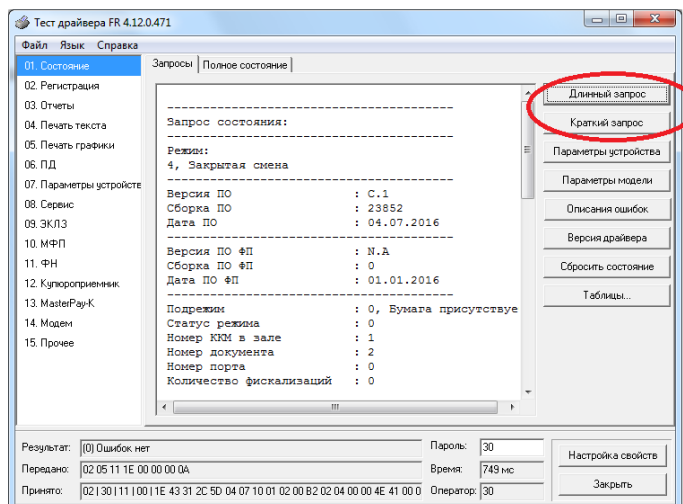 Тест драйвера FR 4.12.0.471
Файл Язык Справка
01. Состояние
02. Регистрация
03. Отчеты
04. Печать текста
05. Печать графики
06. ПД
07. Параметры устройств
08. Сервис
09. ЭКЛЗ
10. МФП
11. ФН
12. Купюроприемник
13. MasterPay-K
14. Модем
15. Прочее
Запросы Полное состояние
--------------------------------------------------
Запрос состояния:
--------------------------------------------------
Режим:
4, Закрытая смена
--------------------------------------------------
Версия ПО : C.1
Сборка ПО : 23852
Дата ПО : 04.07.2016
--------------------------------------------------
Версия ПО ФП : N.A
Сборка ПО ФП : 0
Дата ПО ФП : 01.01.2016
--------------------------------------------------
Подрежим : 0, Бумага присутствуе
Статус режима : 0
Номер ККМ в зале : 1
Номер документа : 2
Номер порта : 0
Количество фискализаций : 0
Длинный запрос
Краткий запрос
Параметры устройства
Параметры модели
Описания ошибок
Версия драйвера
Сбросить состояние
Таблицы...
Результат: (0) Ошибок нет
Передано: 02 05 11 1E 00 00 00 0A
Принято: 02 | 30 | 11 | 00 | 1E 43 31 2C 5D 04 07 10 01 02 00 B2 02 04 00 00 4E 41 00 0
Пароль: 30
Время: 749 мс
Оператор: 30
Настройка свойств
Закрыть